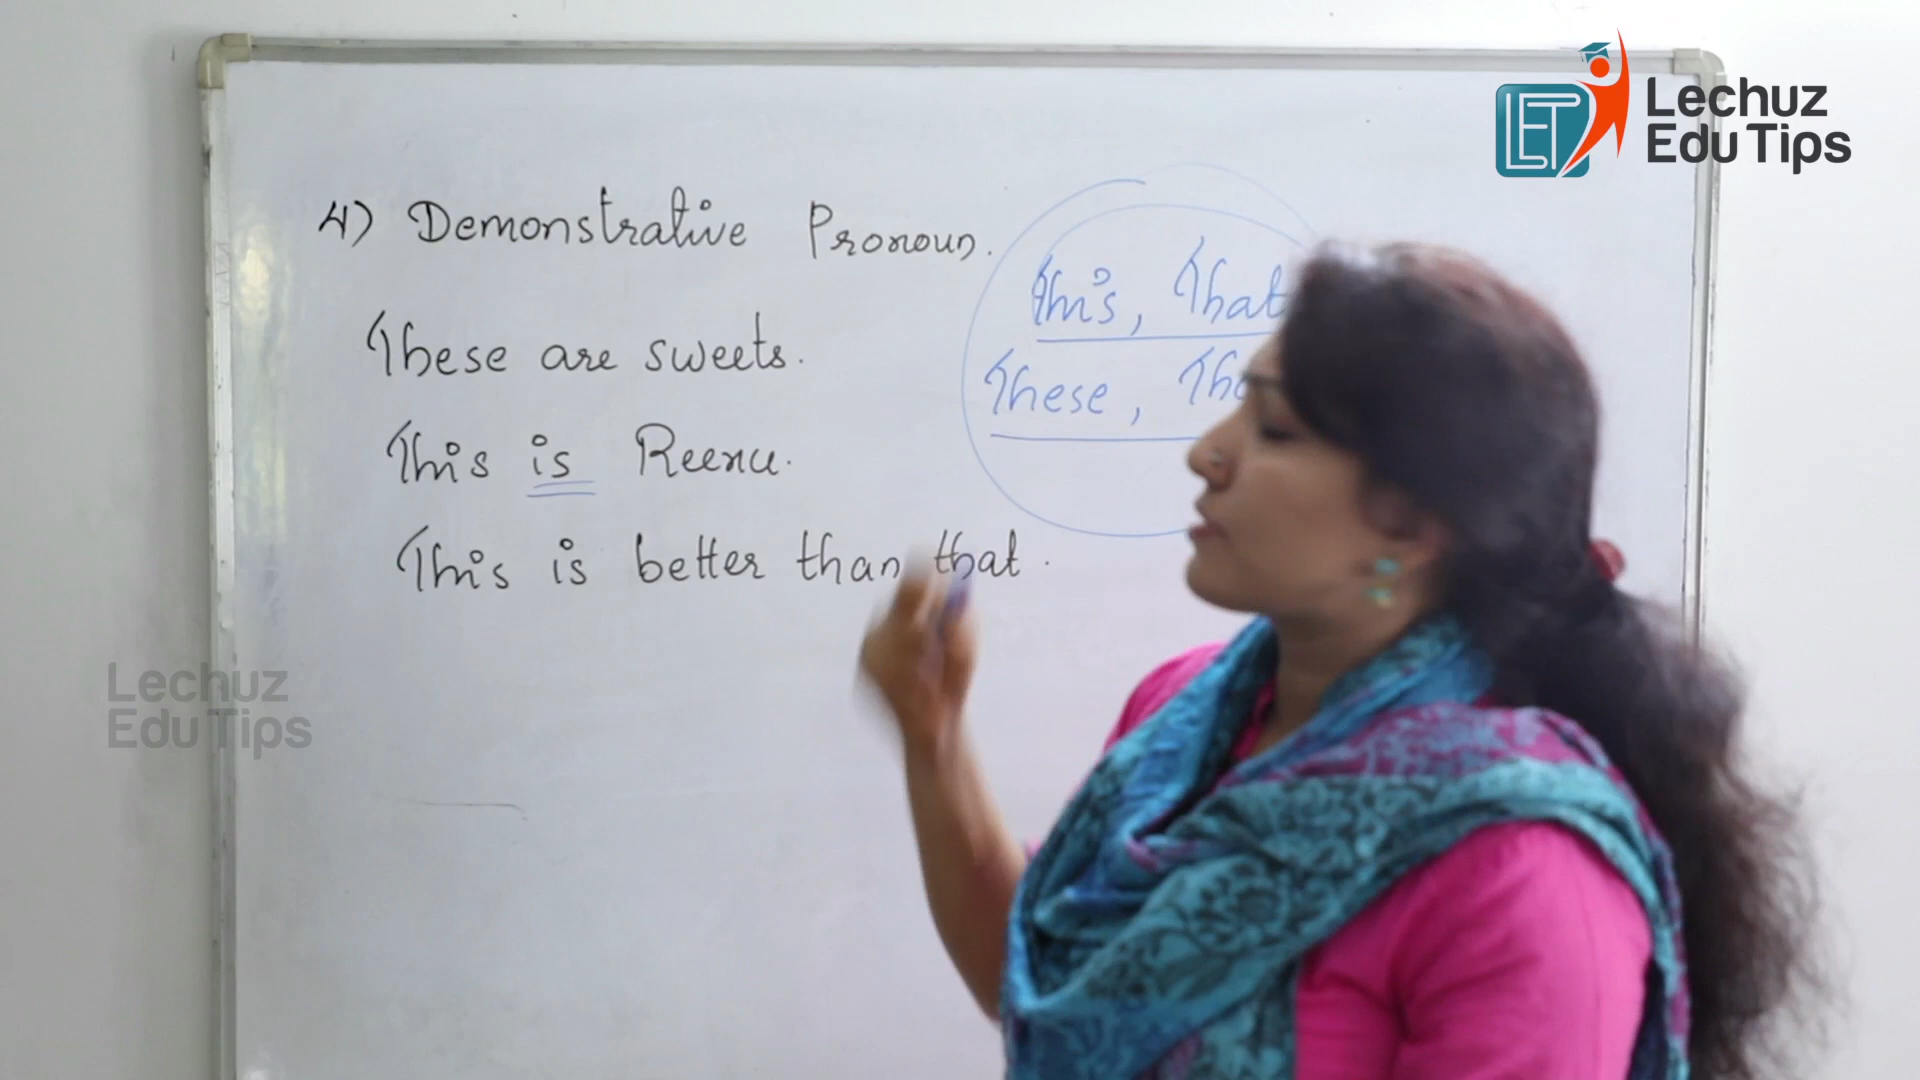 Lechuz
Edu Tips
4) Demonstrative Pronoun.
This, That
These are sweets.
These,
This is Reenu.
This is better than that.
Lechuz
Edu Tips